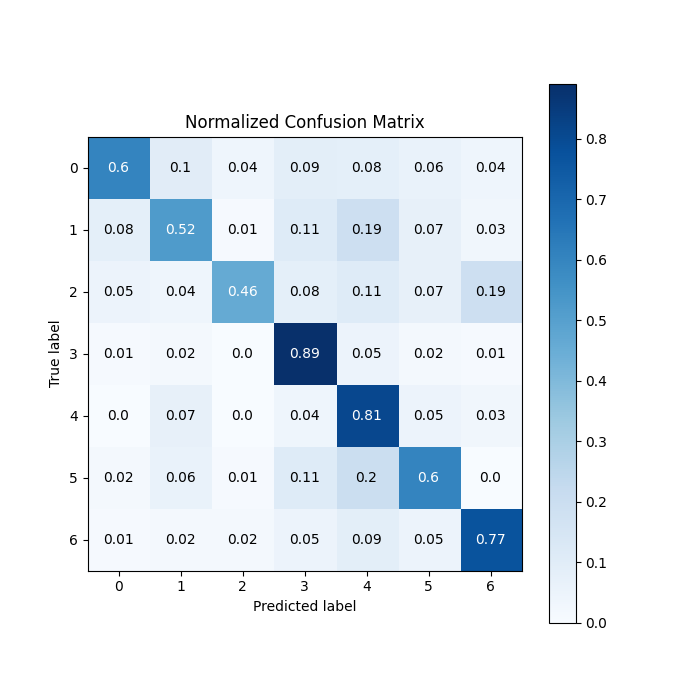 Normalized Confusion Matrix
0 0.6 0.1 0.04 0.09 0.08 0.06 0.04
1 0.08 0.52 0.01 0.11 0.19 0.07 0.03
2 0.05 0.04 0.46 0.08 0.11 0.07 0.19
3 0.01 0.02 0.0 0.89 0.05 0.02 0.01
4 0.0 0.07 0.0 0.04 0.81 0.05 0.03
5 0.02 0.06 0.01 0.11 0.2 0.6 0.0
6 0.01 0.02 0.02 0.05 0.09 0.05 0.77
0 1 2 3 4 5 6
Predicted label
True label
0.8
0.7
0.6
0.5
0.4
0.3
0.2
0.1
0.0